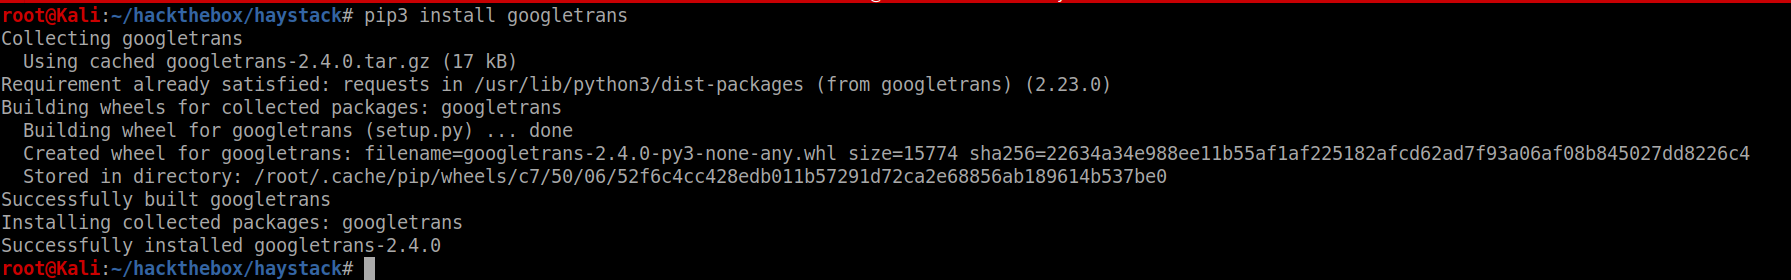 root@Kali:~/hackthebox/haystack# pip3 install googletrans
Collecting googletrans
  Using cached googletrans-2.4.0.tar.gz (17 kB)
Requirement already satisfied: requests in /usr/lib/python3/dist-packages (from googletrans) (2.23.0)
Building wheels for collected packages: googletrans
  Building wheel for googletrans (setup.py) ... done
  Created wheel for googletrans: filename=googletrans-2.4.0-py3-none-any.whl size=15774 sha256=22634a34e988ee11b55af1af225182afcd62ad7f93a06af08b845027dd8226c4
  Stored in directory: /root/.cache/pip/wheels/c7/50/06/52f6c4cc428edb011b57291d72ca2e68856ab189614b537be0
Successfully built googletrans
Installing collected packages: googletrans
Successfully installed googletrans-2.4.0
root@Kali:~/hackthebox/haystack#